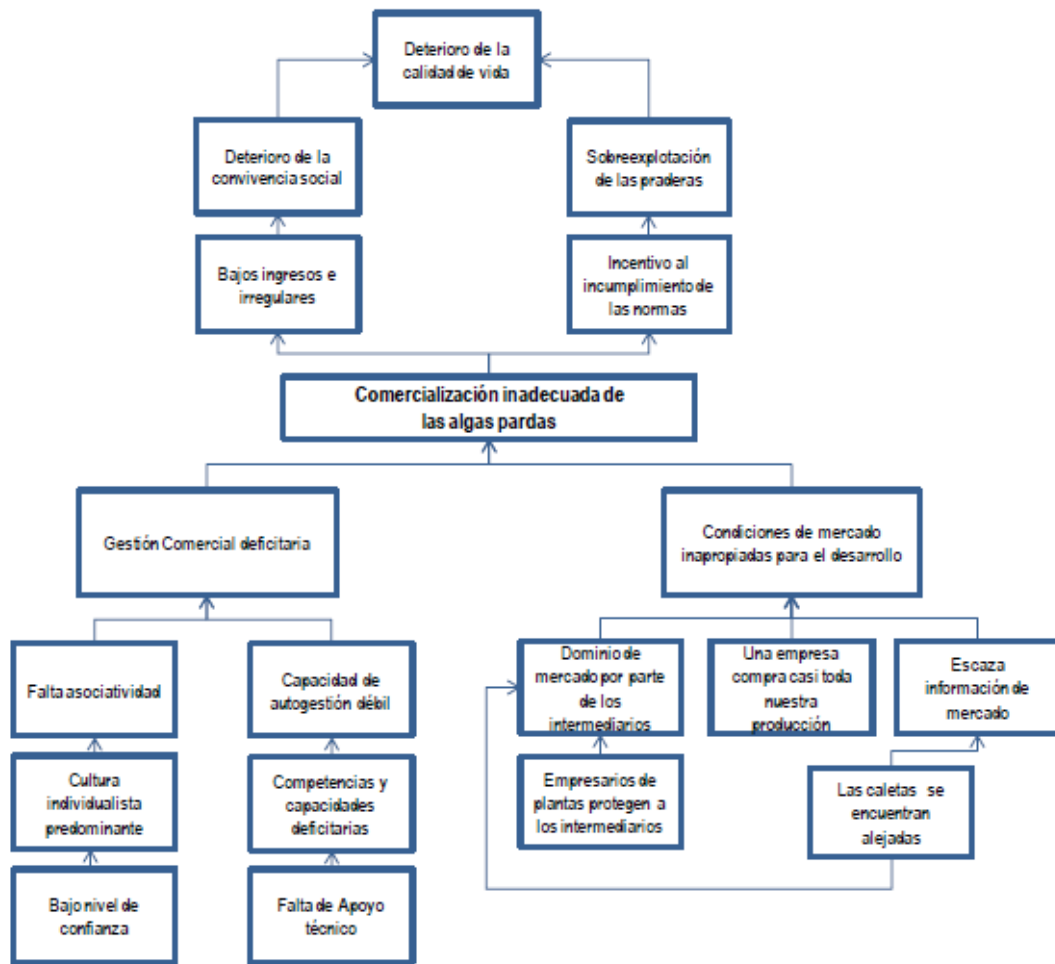 Deterioro de la
calidad de vida
Deterioro de la
convivencia social
Sobreexplotación
de las praderas
Bajos ingresos e
irregulares
Incentivo al
incumplimiento de
las normas
Comercialización inadecuada de
las algas pardas
Gestión Comercial deficitaria
Condiciones de mercado
inapropiadas para el desarrollo
Falta asociatividad
Capacidad de
autogestión débil
Dominio de
mercado por parte
de los
intermediarios
Una empresa
compra casi toda
nuestra
producción
Escaza
información de
mercado
Cultura
individualista
predominante
Competencias y
capacidades
deficitarias
Empresarios de
plantas protegen a
los intermediarios
Las caletas se
encuentran
alejadas
Bajo nivel de
confianza
Falta de Apoyo
técnico